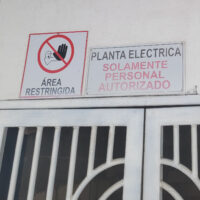 ÁREA
RESTRINGIDA
PLANTA ELECTRICA
SOLAMENTE
PERSONAL
AUTORIZADO